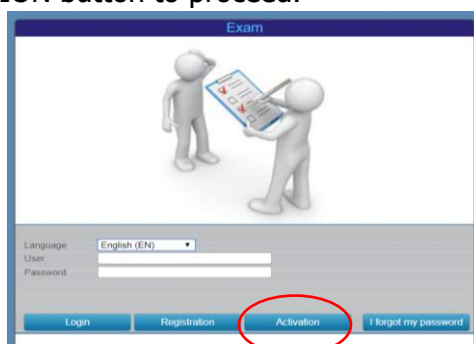 ION button to proceed.
Exam
Language English (EN)
User
Password
Login Registration Activation I forgot my password